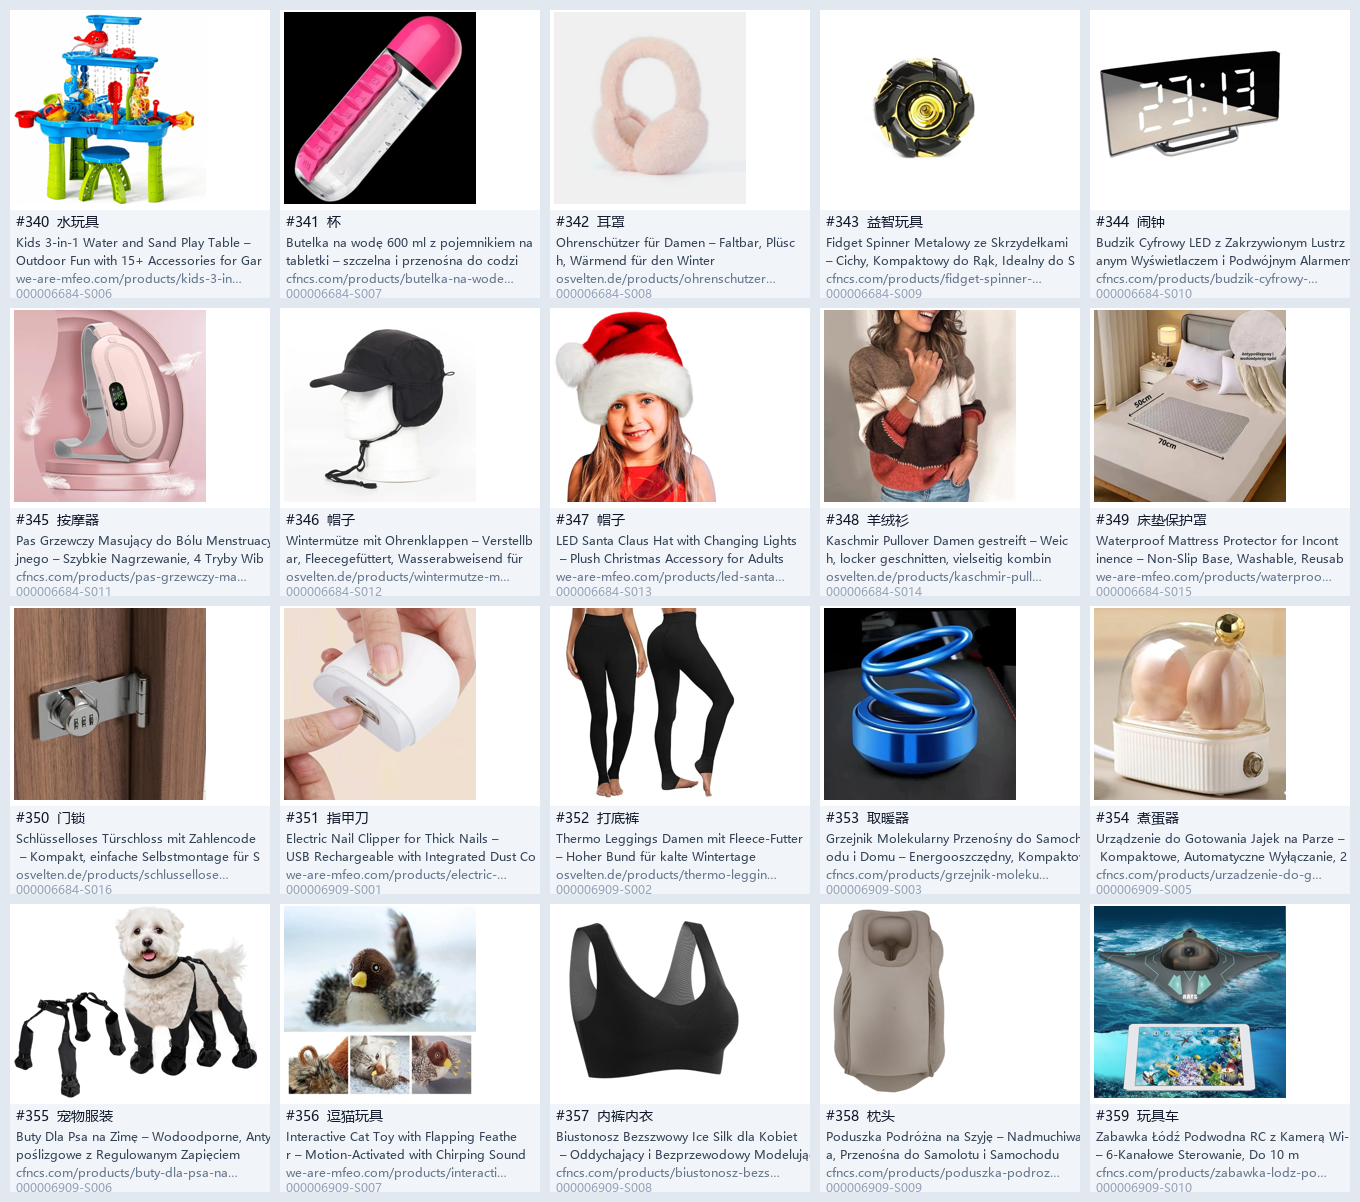 23:13
#340 水玩具
Kids 3-in-1 Water and Sand Play Table –
Outdoor Fun with 15+ Accessories for Gar
we-are-mfeo.com/products/kids-3-in...
000006684-S006
#341 杯
Butelka na wodę 600 ml z pojemnikiem na
tabletki – szczelna i przenośna do codzi
cfncs.com/products/butelka-na-wode...
000006684-S007
#342 耳罩
Ohrenschützer für Damen – Faltbar, Plüsc
h, Wärmend für den Winter
osvelten.de/products/ohrenschutzer...
000006684-S008
#343 益智玩具
Fidget Spinner Metalowy ze Skrzydełkami
– Cichy, Kompaktowy do Rąk, Idealny do S
cfncs.com/products/fidget-spinner-...
000006684-S009
#344 闹钟
Budzik Cyfrowy LED z Zakrzywionym Lustrz
anym Wyświetlaczem i Podwójnym Alarmem
cfncs.com/products/budzik-cyfrowy-...
000006684-S010
Antypoślizgowy i
wodoodporny spód
50cm
70cm
#345 按摩器
Pas Grzewczy Masujący do Bólu Menstruacy
jnego – Szybkie Nagrzewanie, 4 Tryby Wib
cfncs.com/products/pas-grzewczy-ma...
000006684-S011
#346 帽子
Wintermütze mit Ohrenklappen – Verstellb
ar, Fleecegefüttert, Wasserabweisend für
osvelten.de/products/wintermutze-m...
000006684-S012
#347 帽子
LED Santa Claus Hat with Changing Lights
– Plush Christmas Accessory for Adults
we-are-mfeo.com/products/led-santa...
000006684-S013
#348 羊绒衫
Kaschmir Pullover Damen gestreift – Weic
h, locker geschnitten, vielseitig kombin
osvelten.de/products/kaschmir-pull...
000006684-S014
#349 床垫保护罩
Waterproof Mattress Protector for Incont
inence – Non-Slip Base, Washable, Reusab
we-are-mfeo.com/products/waterproo...
000006684-S015
#350 门锁
Schlüsselloses Türschloss mit Zahlencode
– Kompakt, einfache Selbstmontage für S
osvelten.de/products/schlussellose...
000006684-S016
#351 指甲刀
Electric Nail Clipper for Thick Nails –
USB Rechargeable with Integrated Dust Co
we-are-mfeo.com/products/electric-...
000006909-S001
#352 打底裤
Thermo Leggings Damen mit Fleece-Futter
– Hoher Bund für kalte Wintertage
osvelten.de/products/thermo-leggin...
000006909-S002
#353 取暖器
Grzejnik Molekularny Przenośny do Samoch
odu i Domu – Energooszczędny, Kompaktow
cfncs.com/products/grzejnik-moleku...
000006909-S003
#354 煮蛋器
Urządzenie do Gotowania Jajek na Parze –
Kompaktowe, Automatyczne Wyłączanie, 2
cfncs.com/products/urzadzenie-do-g...
000006909-S005
RAYS
#355 宠物服装
Buty Dla Psa na Zimę – Wodoodporne, Anty
poślizgowe z Regulowanym Zapięciem
cfncs.com/products/buty-dla-psa-na...
000006909-S006
#356 逗猫玩具
Interactive Cat Toy with Flapping Feathe
r – Motion-Activated with Chirping Sound
we-are-mfeo.com/products/interacti...
000006909-S007
#357 内裤内衣
Biustonosz Bezszwowy Ice Silk dla Kobiet
– Oddychający i Bezprzewodowy Modelując
cfncs.com/products/biustonosz-bezs...
000006909-S008
#358 枕头
Poduszka Podróżna na Szyję – Nadmuchiwa
a, Przenośna do Samolotu i Samochodu
cfncs.com/products/poduszka-podroz...
000006909-S009
#359 玩具车
Zabawka Łódź Podwodna RC z Kamerą Wi-
– 6-Kanałowe Sterowanie, Do 10 m
cfncs.com/products/zabawka-lodz-po...
000006909-S010